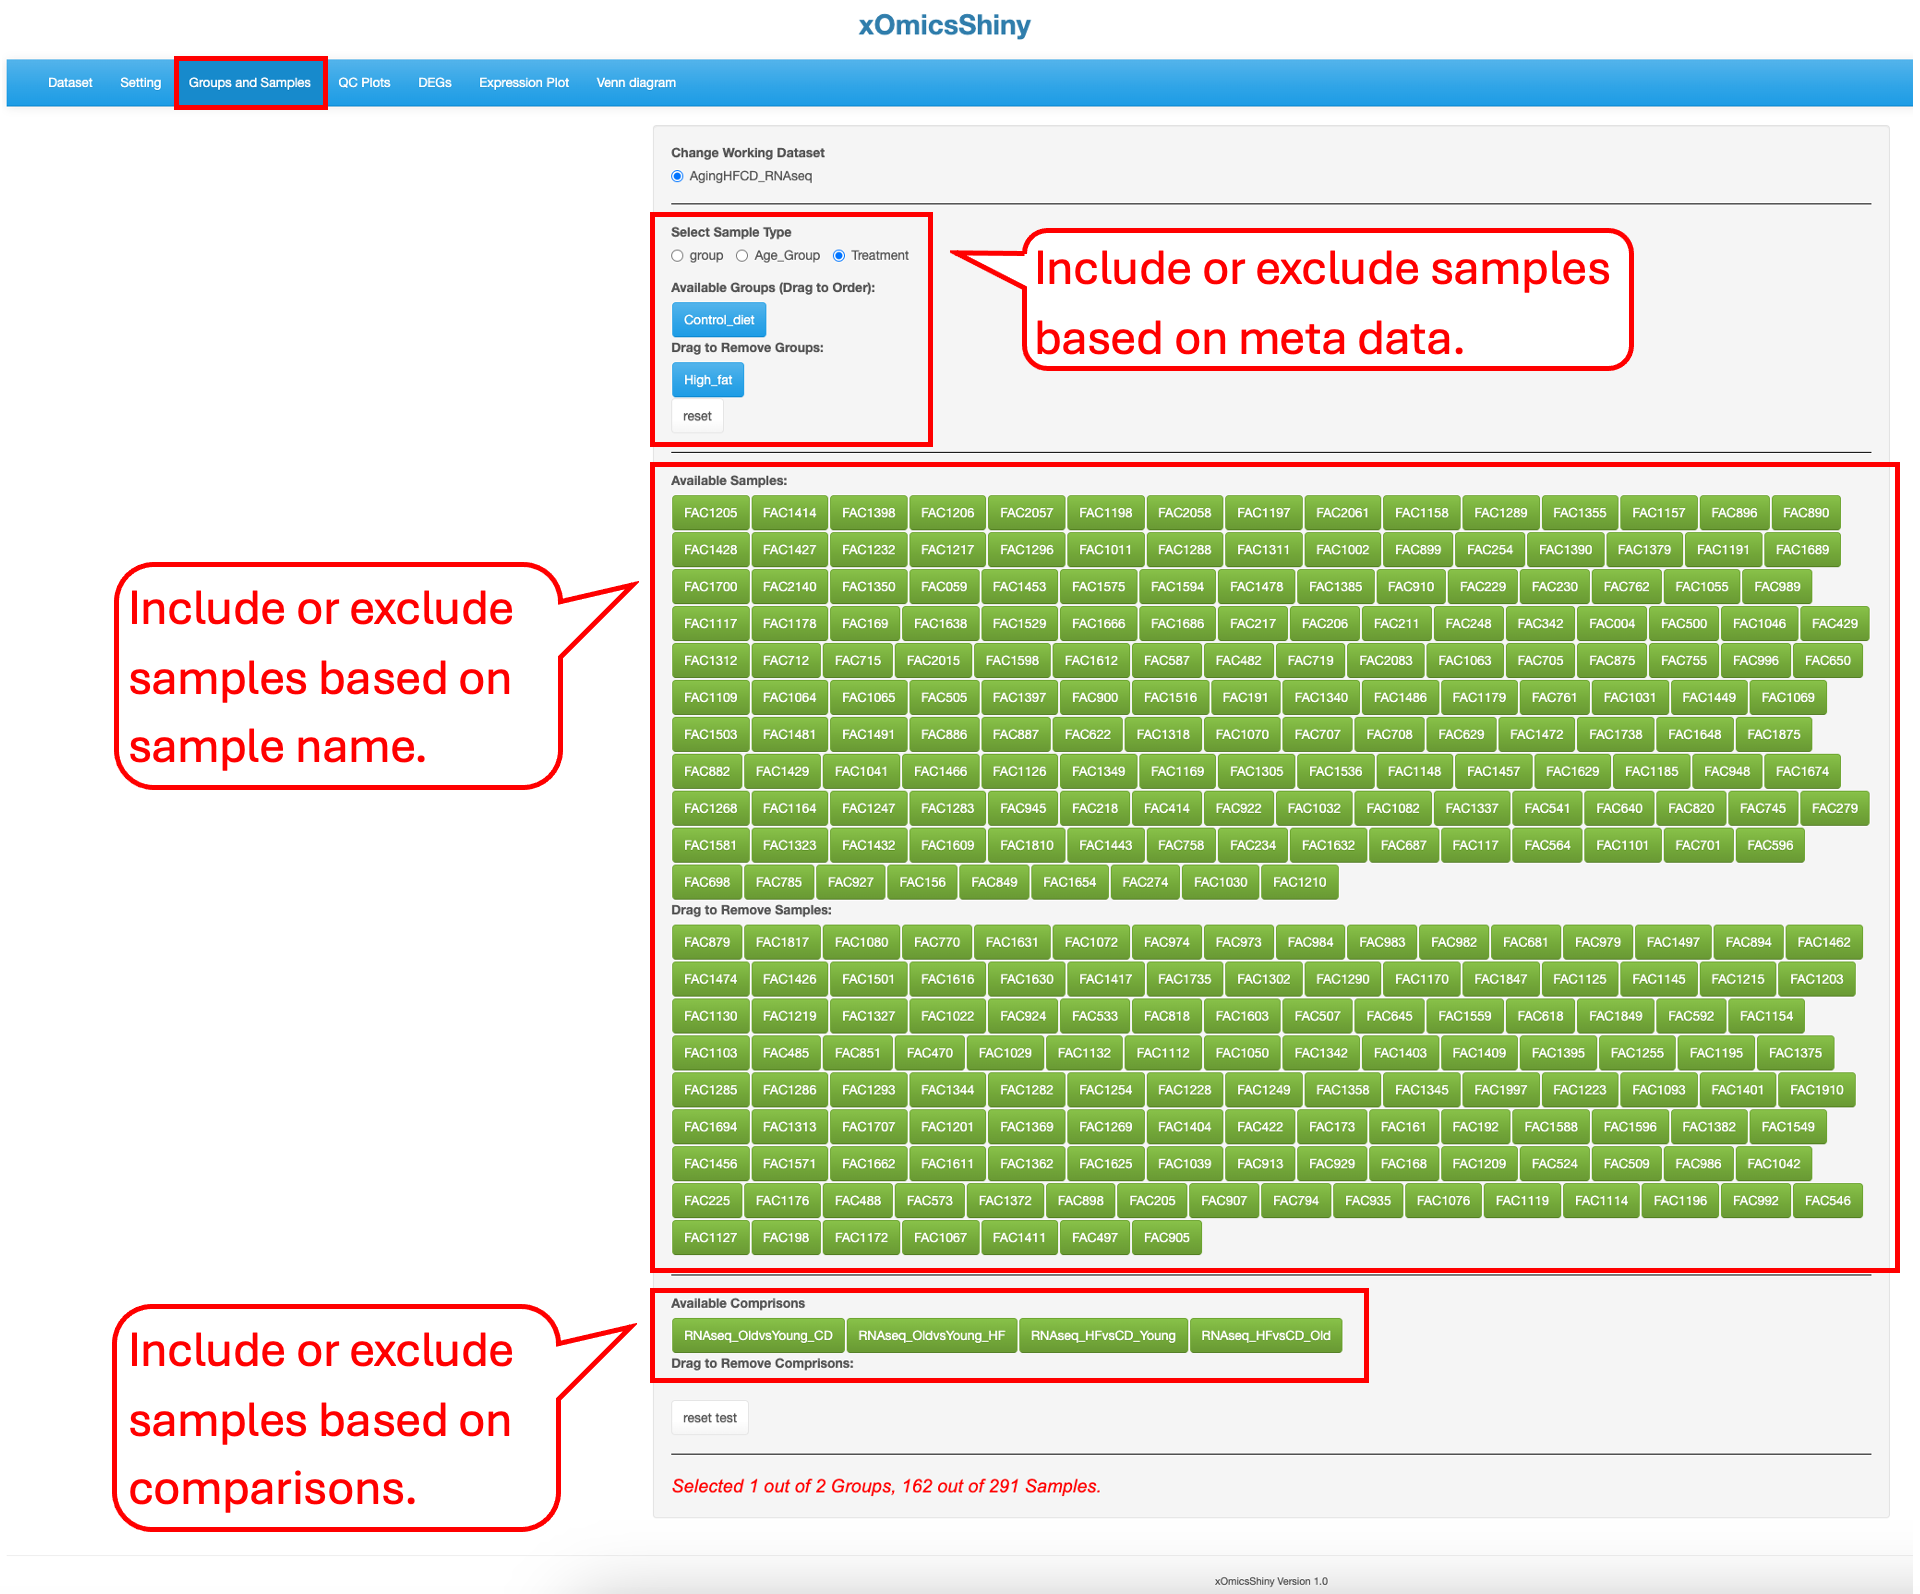 xOmicsShiny
Dataset Setting Groups and Samples QC Plots DEGs Expression Plot Venn diagram
Change Working Dataset
AgingHFCD_RNAseq
Select Sample Type
group Age_Group Treatment
Available Groups (Drag to Order):
Control_diet
Drag to Remove Groups:
High_fat
reset
Include or exclude samples
based on meta data.
Available Samples:
FAC1205 FAC1414 FAC1398 FAC1206 FAC2057 FAC1198 FAC2058 FAC1197 FAC2061 FAC1158 FAC1289 FAC1355 FAC1157 FAC896 FAC890
FAC1428 FAC1427 FAC1232 FAC1217 FAC1296 FAC1011 FAC1288 FAC1311 FAC1002 FAC899 FAC254 FAC1390 FAC1379 FAC1191 FAC1689
FAC1700 FAC2140 FAC1350 FAC059 FAC1453 FAC1575 FAC1594 FAC1478 FAC1385 FAC910 FAC229 FAC230 FAC762 FAC1055 FAC989
FAC1117 FAC1178 FAC169 FAC1638 FAC1529 FAC1666 FAC1686 FAC217 FAC206 FAC211 FAC248 FAC342 FAC004 FAC500 FAC1046 FAC429
FAC1312 FAC712 FAC715 FAC2015 FAC1598 FAC1612 FAC587 FAC482 FAC719 FAC2083 FAC1063 FAC705 FAC875 FAC755 FAC996 FAC650
FAC1109 FAC1064 FAC1065 FAC505 FAC1397 FAC900 FAC1516 FAC191 FAC1340 FAC1486 FAC1179 FAC761 FAC1031 FAC1449 FAC1069
FAC1503 FAC1481 FAC1491 FAC886 FAC887 FAC622 FAC1318 FAC1070 FAC707 FAC708 FAC629 FAC1472 FAC1738 FAC1648 FAC1875
FAC882 FAC1429 FAC1041 FAC1466 FAC1126 FAC1349 FAC1169 FAC1305 FAC1536 FAC1148 FAC1457 FAC1629 FAC1185 FAC948 FAC1674
FAC1268 FAC1164 FAC1247 FAC1283 FAC945 FAC218 FAC414 FAC922 FAC1032 FAC1082 FAC1337 FAC541 FAC640 FAC820 FAC745 FAC279
FAC1581 FAC1323 FAC1432 FAC1609 FAC1810 FAC1443 FAC758 FAC234 FAC1632 FAC687 FAC117 FAC564 FAC1101 FAC701 FAC596
FAC698 FAC785 FAC927 FAC156 FAC849 FAC1654 FAC274 FAC1030 FAC1210
Drag to Remove Samples:
FAC879 FAC1817 FAC1080 FAC770 FAC1631 FAC1072 FAC974 FAC973 FAC984 FAC983 FAC982 FAC681 FAC979 FAC1497 FAC894 FAC1462
FAC1474 FAC1426 FAC1501 FAC1616 FAC1630 FAC1417 FAC1735 FAC1302 FAC1290 FAC1170 FAC1847 FAC1125 FAC1145 FAC1215 FAC1203
FAC1130 FAC1219 FAC1327 FAC1022 FAC924 FAC533 FAC818 FAC1603 FAC507 FAC645 FAC1559 FAC618 FAC1849 FAC592 FAC1154
FAC1103 FAC485 FAC851 FAC470 FAC1029 FAC1132 FAC1112 FAC1050 FAC1342 FAC1403 FAC1409 FAC1395 FAC1255 FAC1195 FAC1375
FAC1285 FAC1286 FAC1293 FAC1344 FAC1282 FAC1254 FAC1228 FAC1249 FAC1358 FAC1345 FAC1997 FAC1223 FAC1093 FAC1401 FAC1910
FAC1694 FAC1313 FAC1707 FAC1201 FAC1369 FAC1269 FAC1404 FAC422 FAC173 FAC161 FAC192 FAC1588 FAC1596 FAC1382 FAC1549
FAC1456 FAC1571 FAC1662 FAC1611 FAC1362 FAC1625 FAC1039 FAC913 FAC929 FAC168 FAC1209 FAC524 FAC509 FAC986 FAC1042
FAC225 FAC1176 FAC488 FAC573 FAC1372 FAC898 FAC205 FAC907 FAC794 FAC935 FAC1076 FAC1119 FAC1114 FAC1196 FAC992 FAC546
FAC1127 FAC198 FAC1172 FAC1067 FAC1411 FAC497 FAC905
Include or exclude
samples based on
sample name.
Available Comprisons
RNAseq_OldvsYoung_CD RNAseq_OldvsYoung_HF RNAseq_HFvsCD_Young RNAseq_HFvsCD_Old
Drag to Remove Comprisons:
reset test
Include or exclude
samples based on
comparisons.
Selected 1 out of 2 Groups, 162 out of 291 Samples.
xOmicsShiny Version 1.0